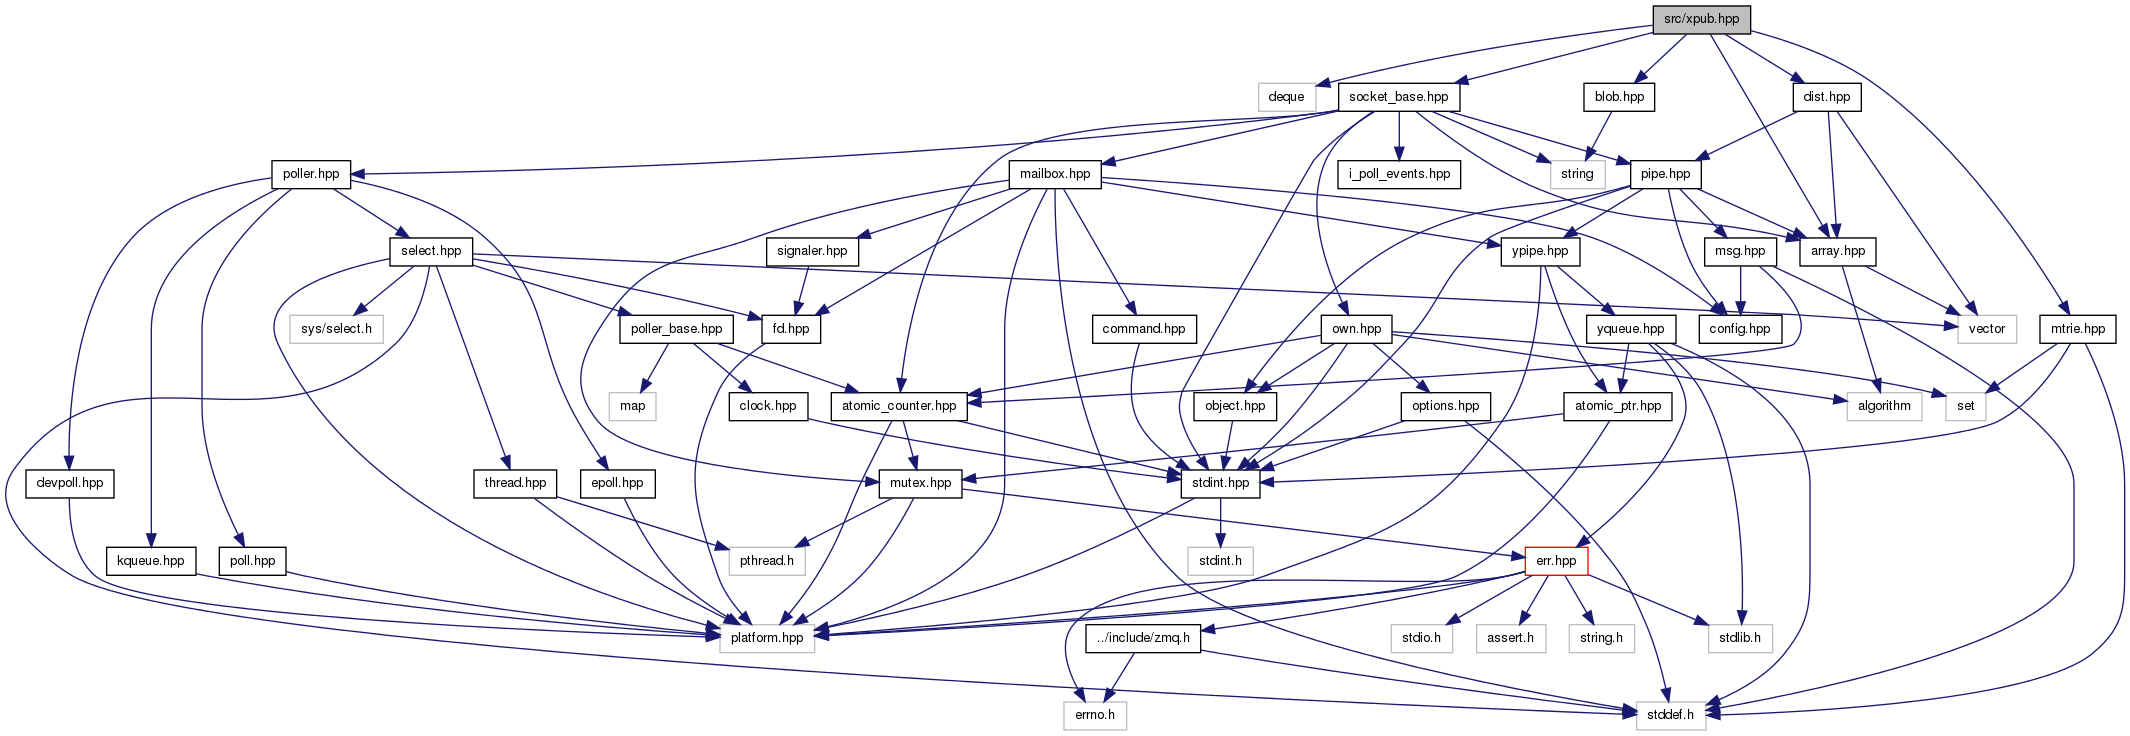 src/xpub.hpp
deque
socket_base.hpp
blob.hpp
dist.hpp
poller.hpp
mailbox.hpp
i_poll_events.hpp
string
pipe.hpp
select.hpp
signaler.hpp
ypipe.hpp
msg.hpp
array.hpp
sys/select.h
poller_base.hpp
fd.hpp
command.hpp
own.hpp
yqueue.hpp
config.hpp
vector
mtrie.hpp
map
clock.hpp
atomic_counter.hpp
object.hpp
options.hpp
atomic_ptr.hpp
algorithm
set
devpoll.hpp
thread.hpp
epoll.hpp
mutex.hpp
stdint.hpp
kqueue.hpp
poll.hpp
pthread.h
stdint.h
err.hpp
platform.hpp
../include/zmq.h
stdio.h
assert.h
string.h
stdlib.h
errno.h
stddef.h